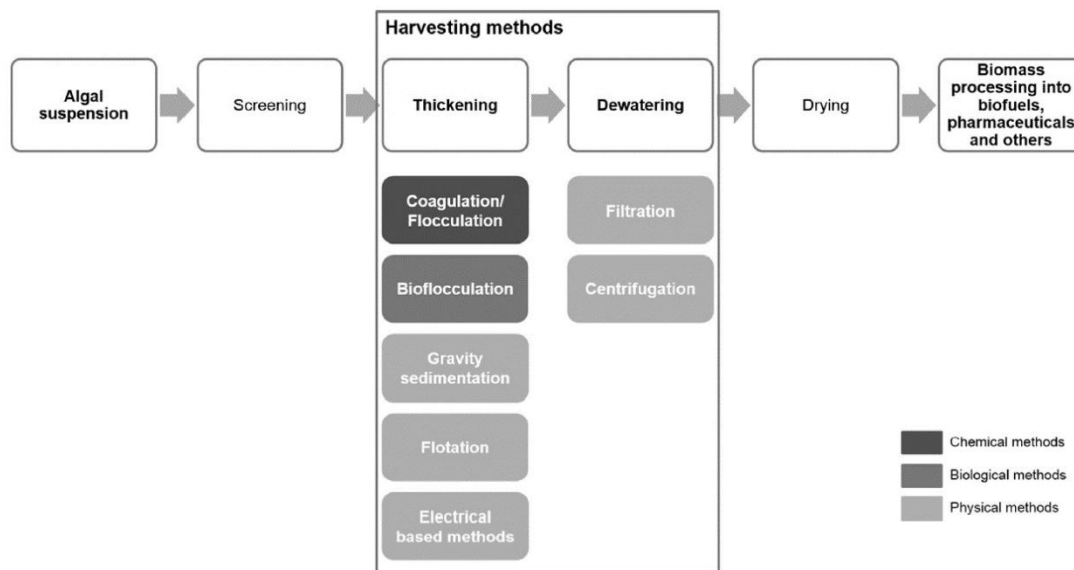 Harvesting methods
Algal
suspension
Screening
Thickening
Dewatering
Drying
Biomass
processing into
biofuels,
pharmaceuticals
and others
Coagulation/
Flocculation
Filtration
Bioflocculation
Centrifugation
Gravity
sedimentation
Flotation
Electrical
based methods
Chemical methods
Biological methods
Physical methods